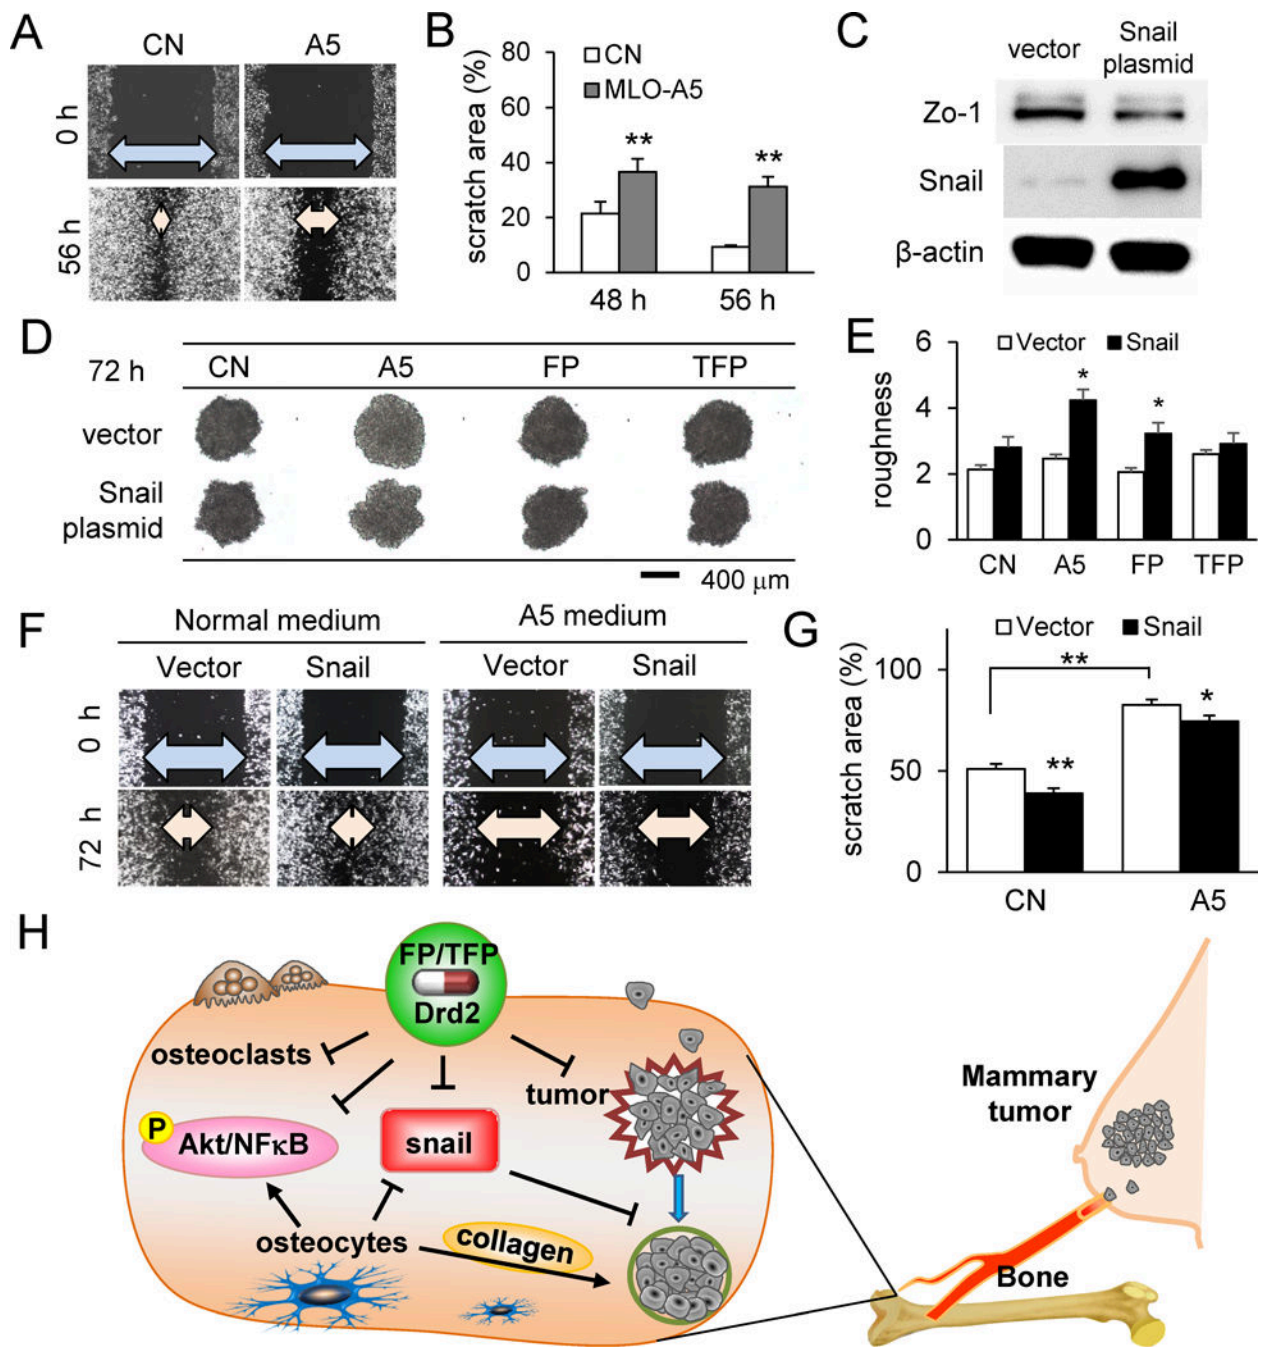 A
CN
A5
0 h
56 h
B
scratch area (%)
80
60
40
20
0
CN
MLO-A5
**
**
48 h
56 h
C
vector
Snail
plasmid
Zo-1
Snail
β-actin
D
72 h
CN
A5
FP
TFP
vector
Snail
plasmid
400 μm
E
roughness
6
4
2
0
Vector
Snail
*
*
CN
A5
FP
TFP
F
Normal medium
A5 medium
Vector
Snail
Vector
Snail
0 h
72 h
G
scratch area (%)
100
50
0
Vector
Snail
**
**
*
CN
A5
H
FP/TFP
Drd2
osteoclasts
tumor
P
Akt/NFκB
snail
osteocytes
collagen
Mammary
tumor
Bone